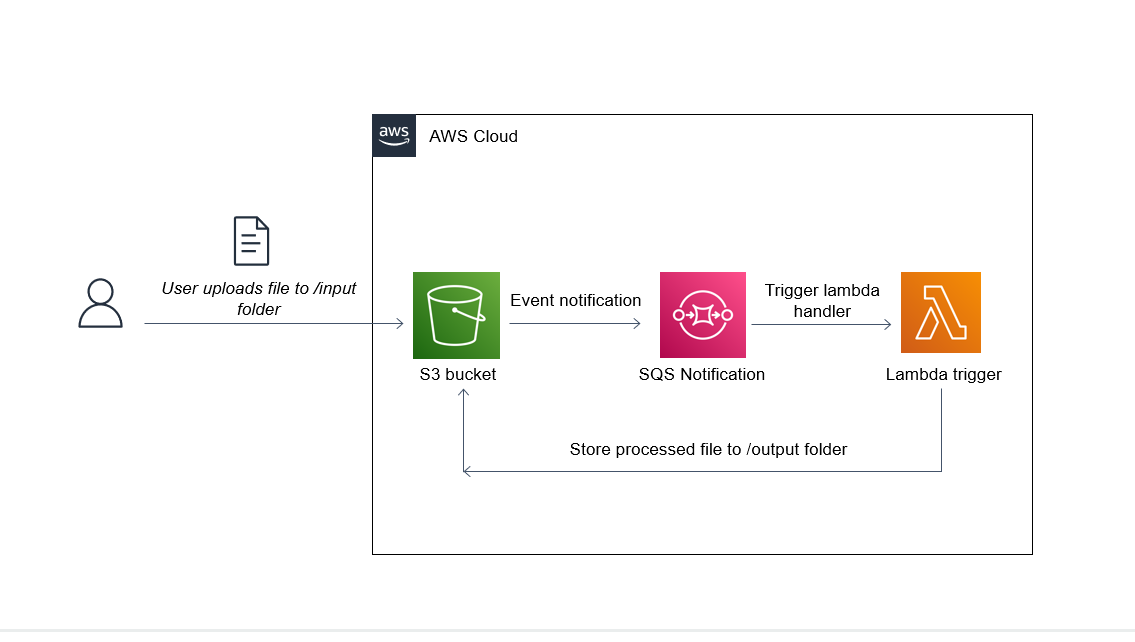 aws
AWS Cloud
User uploads file to /input
folder
Event notification
Trigger lambda
handler
S3 bucket
SQS Notification
Lambda trigger
Store processed file to /output folder